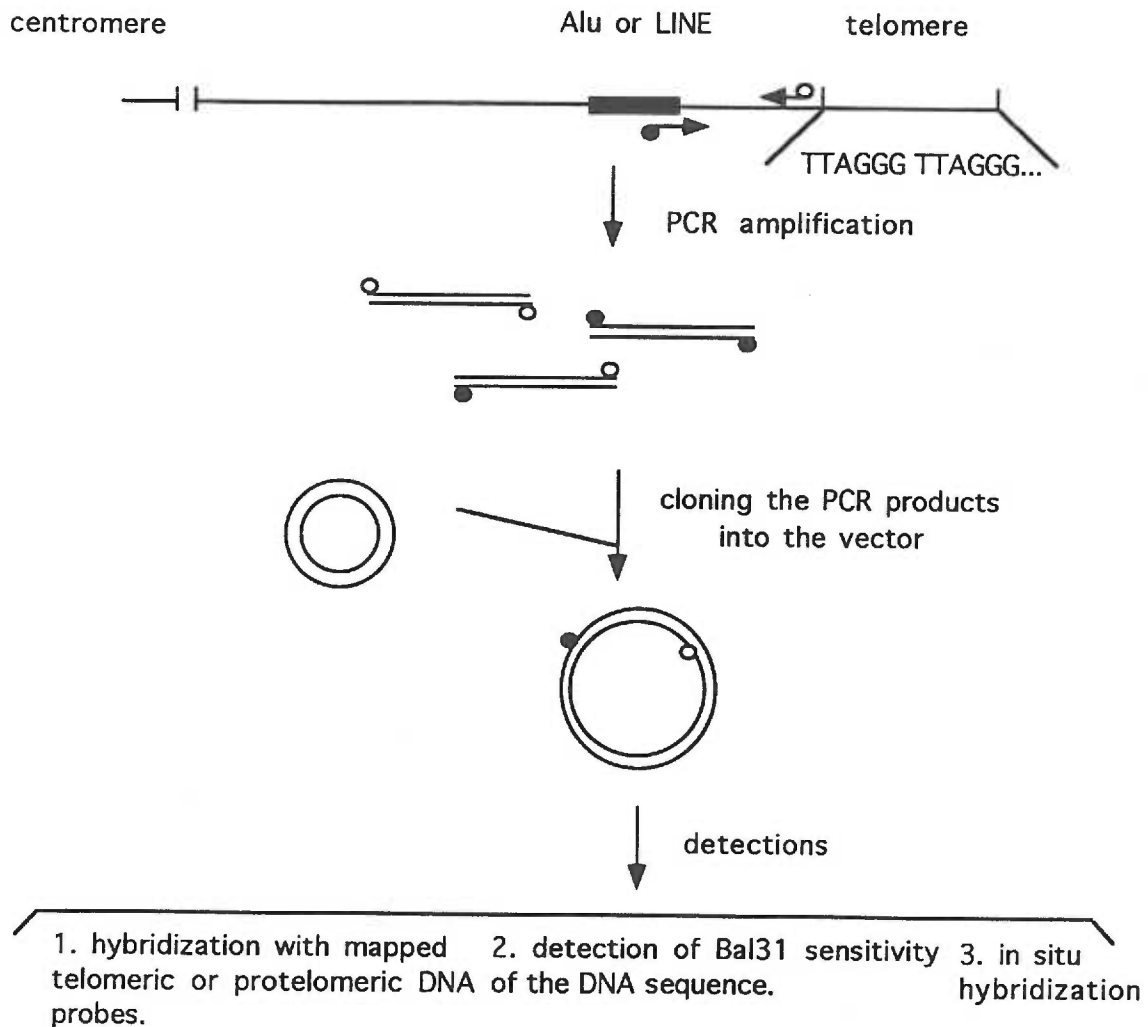 centromere
Alu or LINE
telomere
TTAGGG TTAGGG...
PCR amplification
cloning the PCR products
into the vector
detections
1. hybridization with mapped
telomeric or protelomeric DNA
probes.
2. detection of Bal31 sensitivity
of the DNA sequence.
3. in situ
hybridization